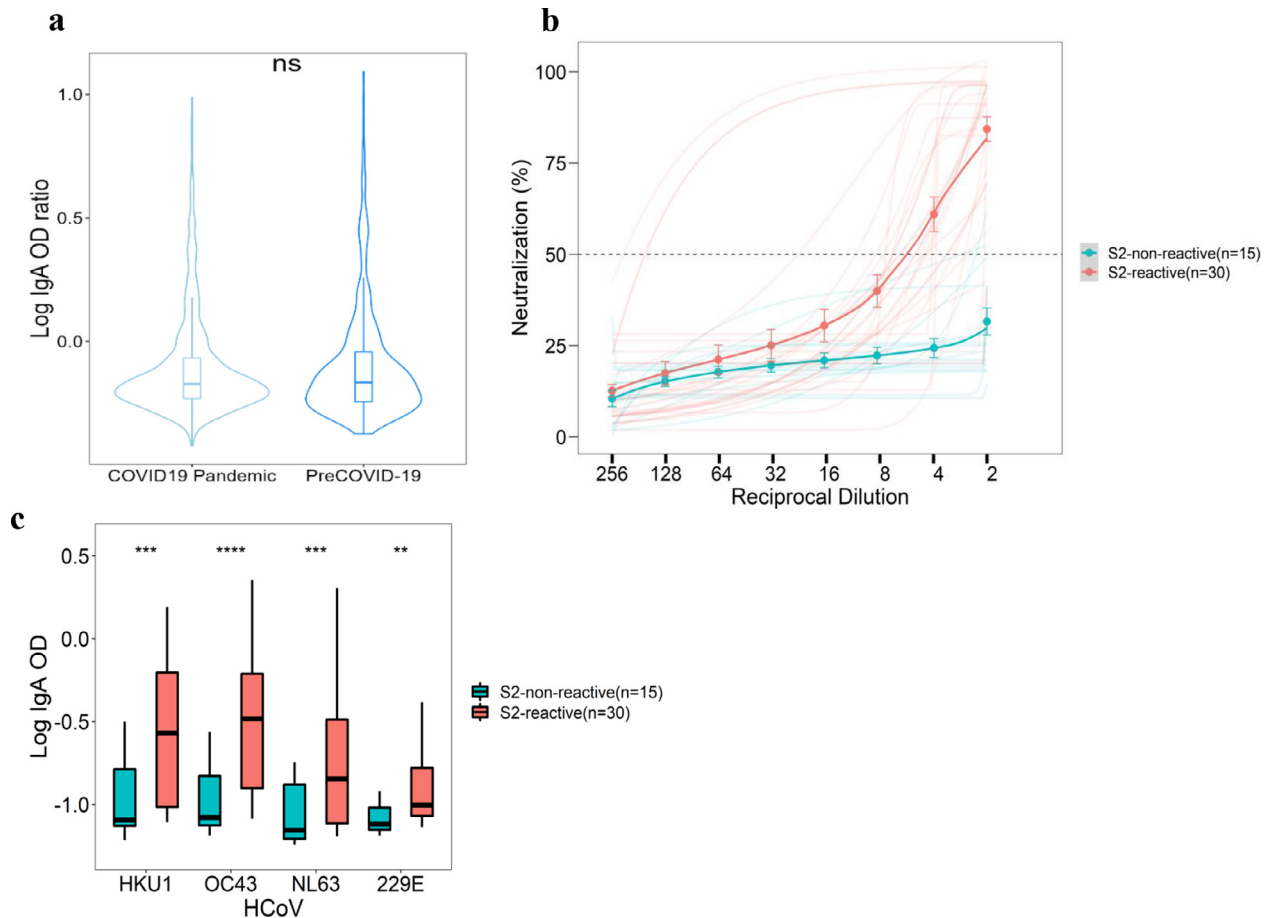 a
ns
Log IgA OD ratio
1.0
0.5
0.0
COVID19 Pandemic
PreCOVID-19
b
Neutralization (%)
100
75
50
25
0
256 128 64 32 16 8 4 2
Reciprocal Dilution
S2-non-reactive(n=15)
S2-reactive(n=30)
c
Log IgA OD
0.5
0.0
-0.5
-1.0
*** **** *** **
HKU1 OC43 NL63 229E
HCoV
S2-non-reactive(n=15)
S2-reactive(n=30)